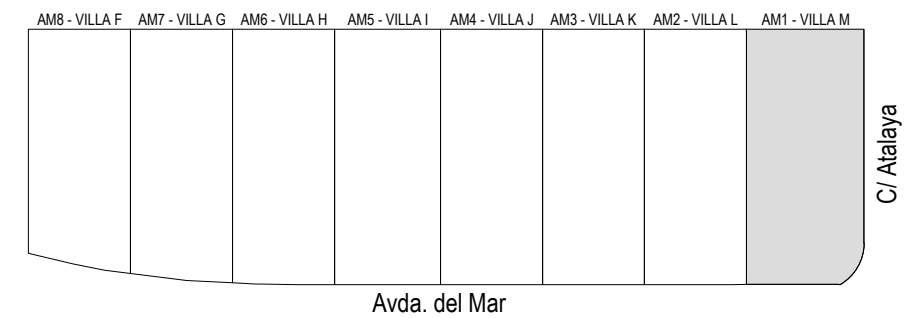 AM8 - VILLA F AM7 - VILLA G AM6 - VILLA H AM5 - VILLA I AM4 - VILLA J AM3 - VILLA K AM2 - VILLA L AM1 - VILLA M
C/ Atalaya
Avda. del Mar